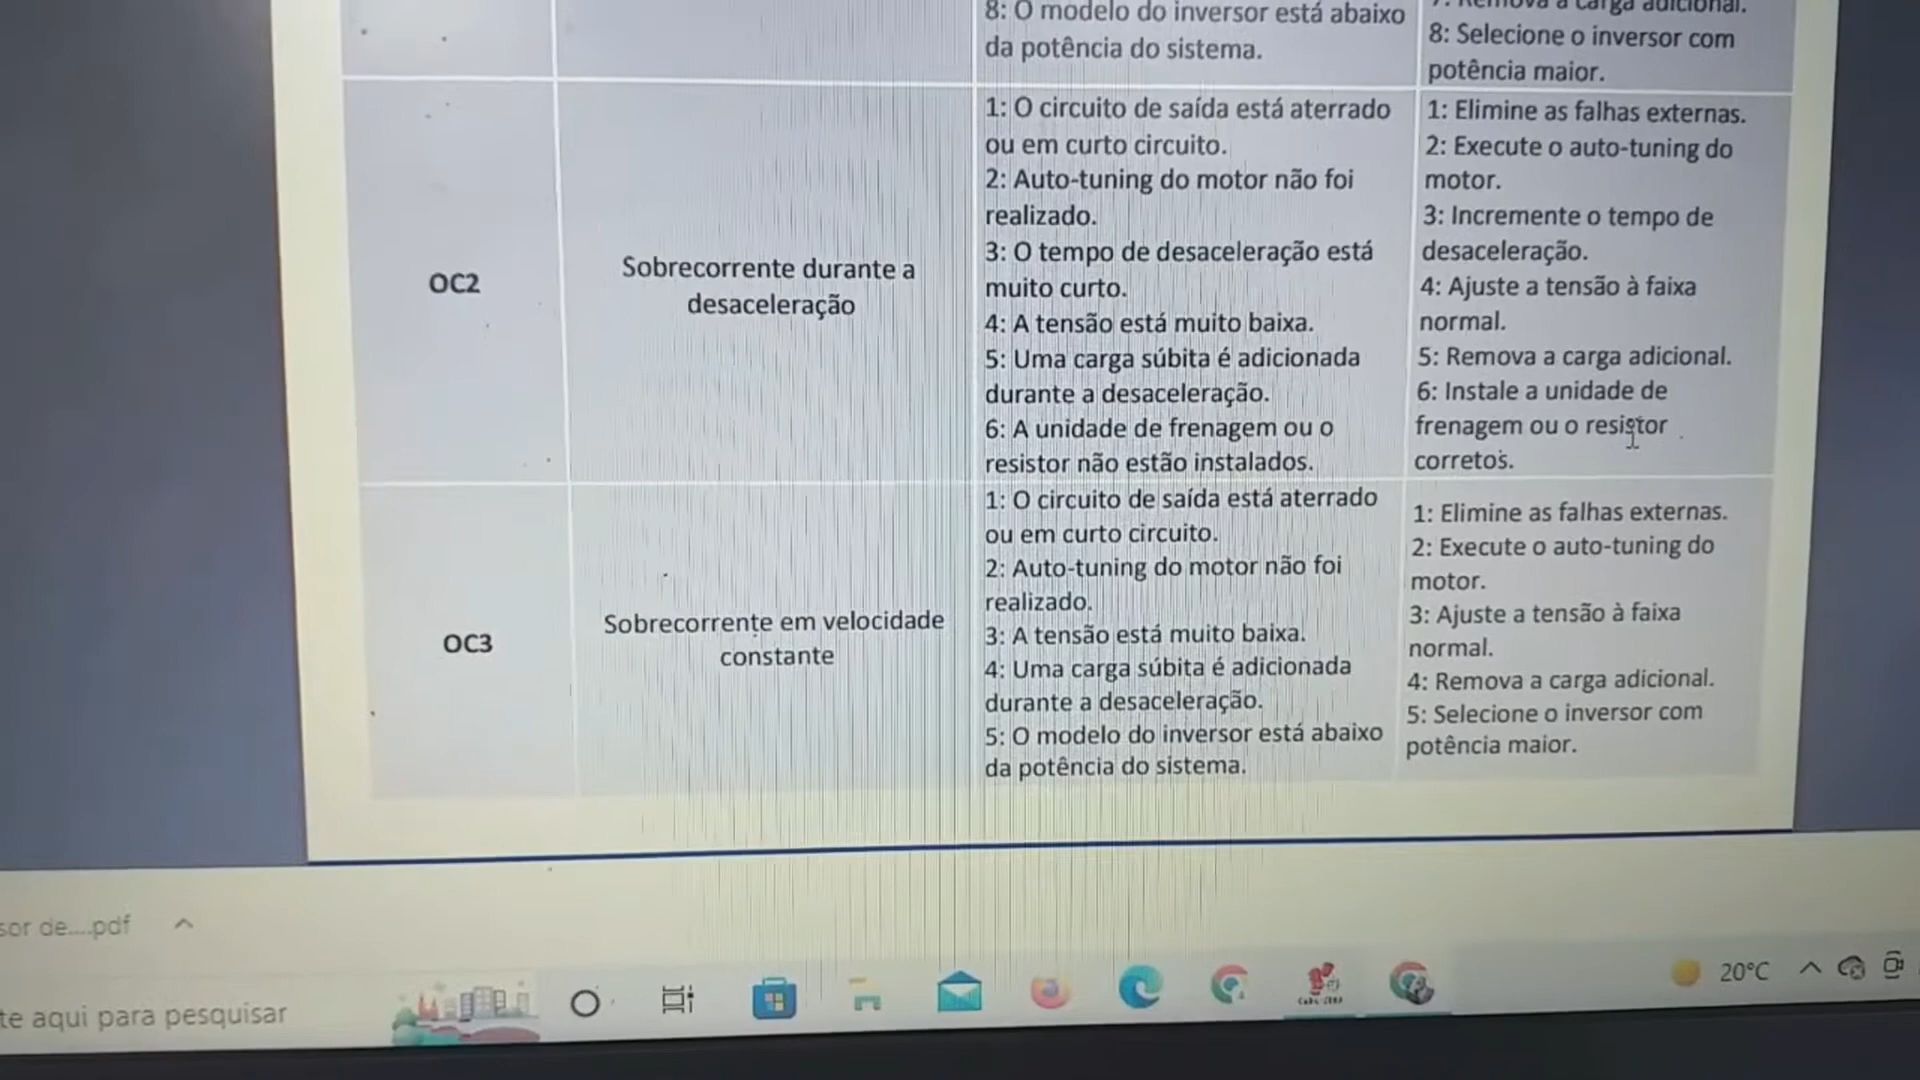 8: O modelo do inversor está abaixo
da potência do sistema.
7: Remova a carga adicional.
8: Selecione o inversor com
potência maior.
OC2
Sobrecorrente durante a
desaceleração
1: O circuito de saída está aterrado
ou em curto circuito.
2: Auto-tuning do motor não foi
realizado.
3: O tempo de desaceleração está
muito curto.
4: A tensão está muito baixa.
5: Uma carga súbita é adicionada
durante a desaceleração.
6: A unidade de frenagem ou o
resistor não estão instalados.
1: Elimine as falhas externas.
2: Execute o auto-tuning do
motor.
3: Incremente o tempo de
desaceleração.
4: Ajuste a tensão à faixa
normal.
5: Remova a carga adicional.
6: Instale a unidade de
frenagem ou o resistor
corretos.
OC3
Sobrecorrente em velocidade
constante
1: O circuito de saída está aterrado
ou em curto circuito.
2: Auto-tuning do motor não foi
realizado.
3: A tensão está muito baixa.
4: Uma carga súbita é adicionada
durante a desaceleração.
5: O modelo do inversor está abaixo
da potência do sistema.
1: Elimine as falhas externas.
2: Execute o auto-tuning do
motor.
3: Ajuste a tensão à faixa
normal.
4: Remova a carga adicional.
5: Selecione o inversor com
potência maior.
sor de....pdf
te aqui para pesquisar
20°C